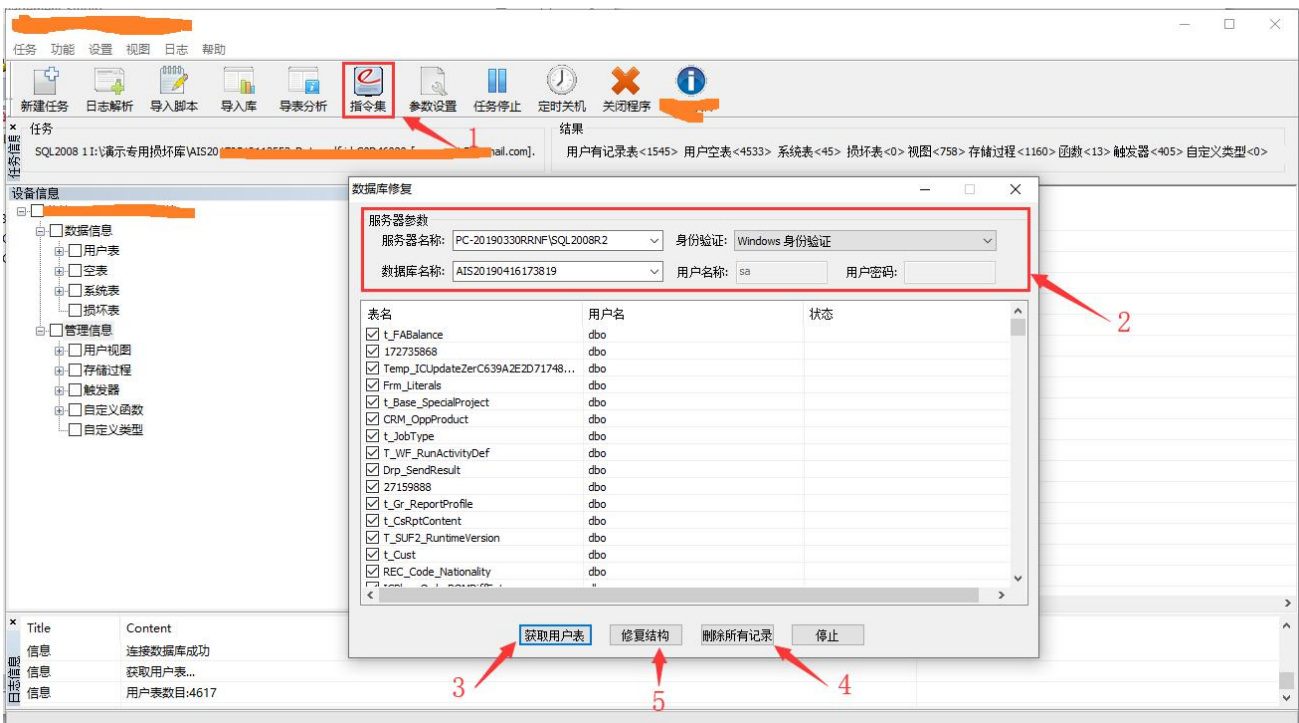 任务 功能 设置 视图 日志 帮助
新建任务 日志解析 导入脚本 导入库 导表分析 指令集 参数设置 任务停止 定时关机 关闭程序
1
任务信息
任务
SQL2008 1 I:\演示专用损坏库\AIS20
ail.com].
结果
用户有记录表<1545> 用户空表<4533> 系统表<45> 损坏表<0> 视图<758> 存储过程<1160> 函数<13> 触发器<405> 自定义类型<0>
设备信息
数据信息
用户表
空表
系统表
损坏表
管理信息
用户视图
存储过程
触发器
自定义函数
自定义类型
数据库修复
服务器参数
服务器名称: PC-20190330RRNF\SQL2008R2 身份验证: Windows 身份验证
数据库名称: AIS20190416173819 用户名称: sa 用户密码:
2
表名 用户名 状态
t_FABalance dbo
172735868 dbo
Temp_ICUpdateZerC639A2E2D71748... dbo
Frm_Literals dbo
t_Base_SpecialProject dbo
CRM_OppProduct dbo
t_JobType dbo
T_WF_RunActivityDef dbo
Drp_SendResult dbo
27159888 dbo
t_Gr_ReportProfile dbo
t_CsRptContent dbo
T_SUF2_RuntimeVersion dbo
t_Cust dbo
REC_Code_Nationality dbo
获取用户表 修复结构 删除所有记录 停止
3 5 4
日志信息
Title Content
信息 连接数据库成功
信息 获取用户表...
信息 用户表数目:4617